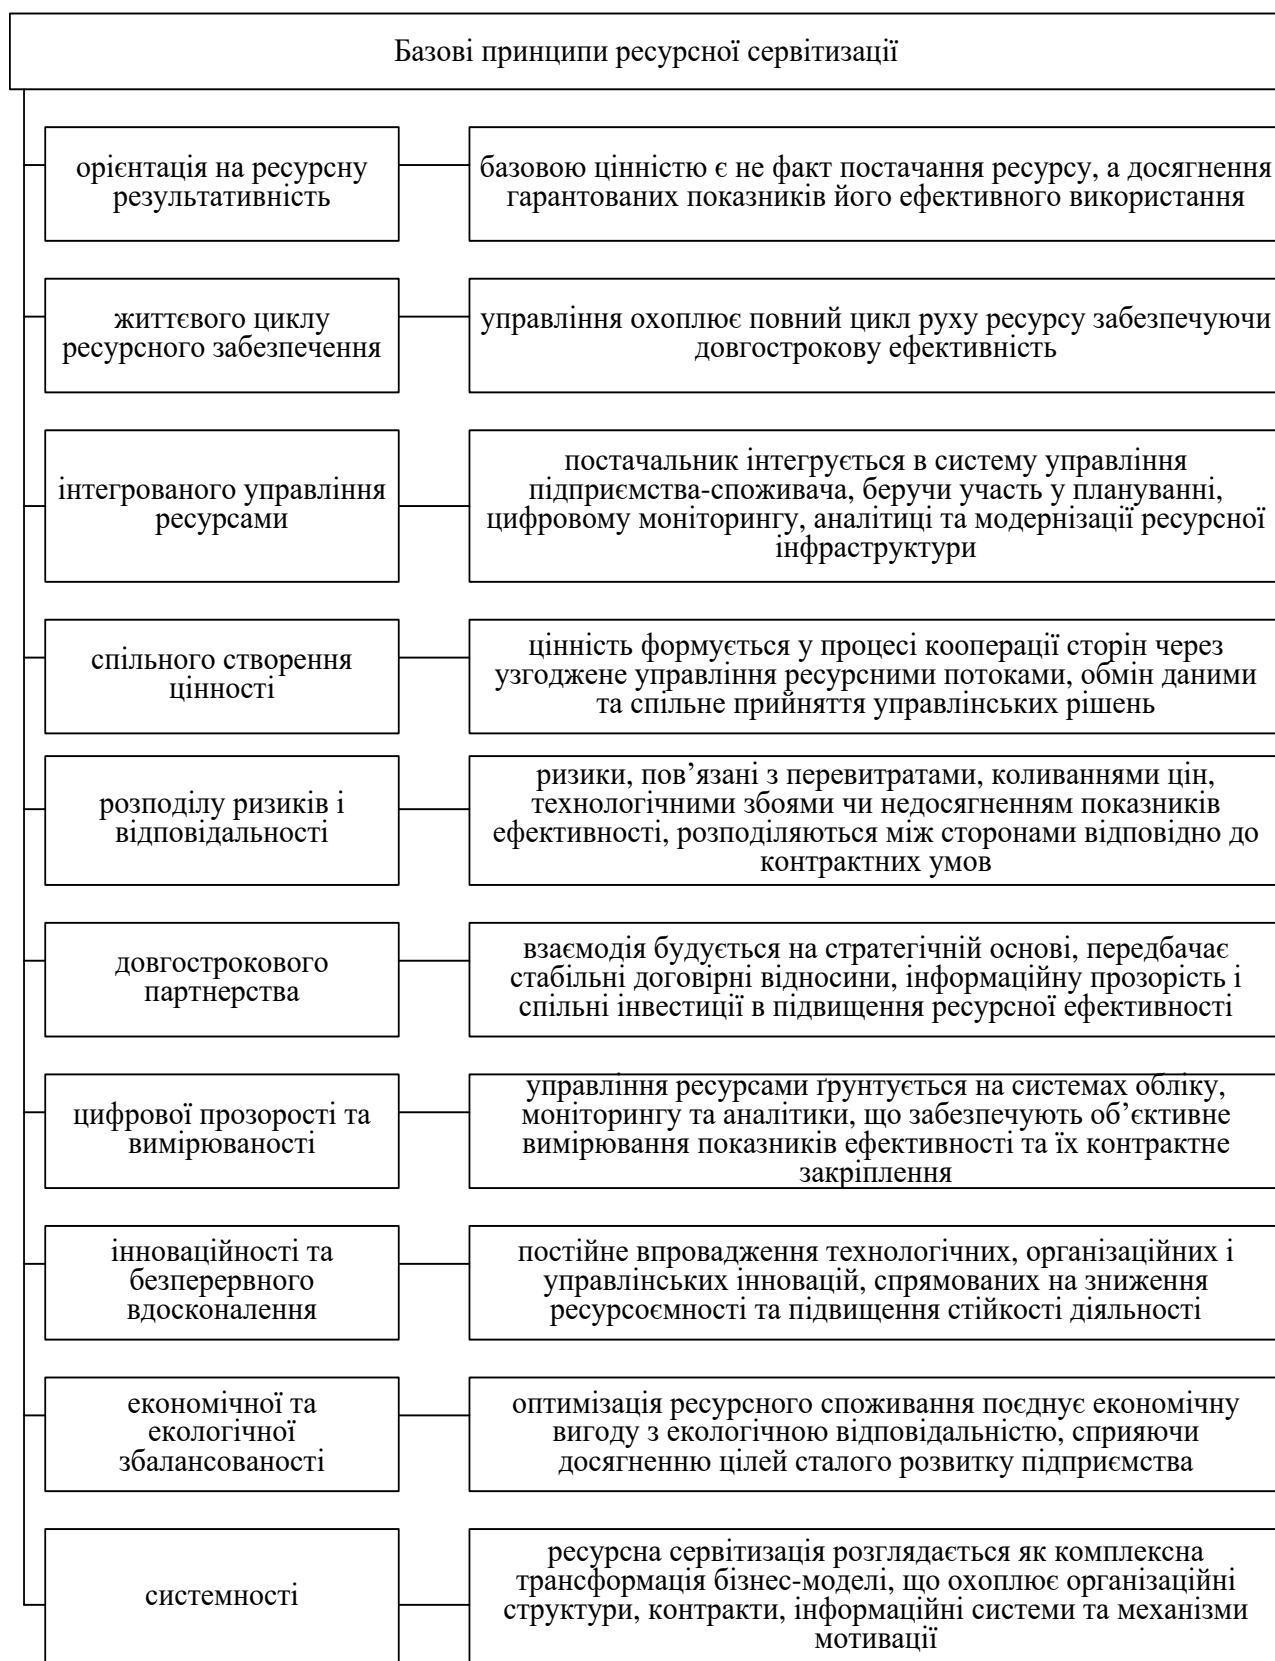 Базові принципи ресурсної сервітизації
орієнтація на ресурсну
результативність
базовою цінністю є не факт постачання ресурсу, а досягнення
гарантованих показників його ефективного використання
життєвого циклу
ресурсного забезпечення
управління охоплює повний цикл руху ресурсу забезпечуючи
довгострокову ефективність
інтегрованого управління
ресурсами
постачальник інтегрується в систему управління
підприємства-споживача, беручи участь у плануванні,
цифровому моніторингу, аналітиці та модернізації ресурсної
інфраструктури
спільного створення
цінності
цінність формується у процесі кооперації сторін через
узгоджене управління ресурсними потоками, обмін даними
та спільне прийняття управлінських рішень
розподілу ризиків і
відповідальності
ризики, пов’язані з перевитратами, коливаннями цін,
технологічними збоями чи недосягненням показників
ефективності, розподіляються між сторонами відповідно до
контрактних умов
довгострокового
партнерства
взаємодія будується на стратегічній основі, передбачає
стабільні договірні відносини, інформаційну прозорість і
спільні інвестиції в підвищення ресурсної ефективності
цифрової прозорості та
вимірюваності
управління ресурсами ґрунтується на системах обліку,
моніторингу та аналітики, що забезпечують об’єктивне
вимірювання показників ефективності та їх контрактне
закріплення
інноваційності та
безперервного
вдосконалення
постійне впровадження технологічних, організаційних і
управлінських інновацій, спрямованих на зниження
ресурсоємності та підвищення стійкості діяльності
економічної та
екологічної
збалансованості
оптимізація ресурсного споживання поєднує економічну
вигоду з екологічною відповідальністю, сприяючи
досягненню цілей сталого розвитку підприємства
системності
ресурсна сервітизація розглядається як комплексна
трансформація бізнес-моделі, що охоплює організаційні
структури, контракти, інформаційні системи та механізми
мотивації